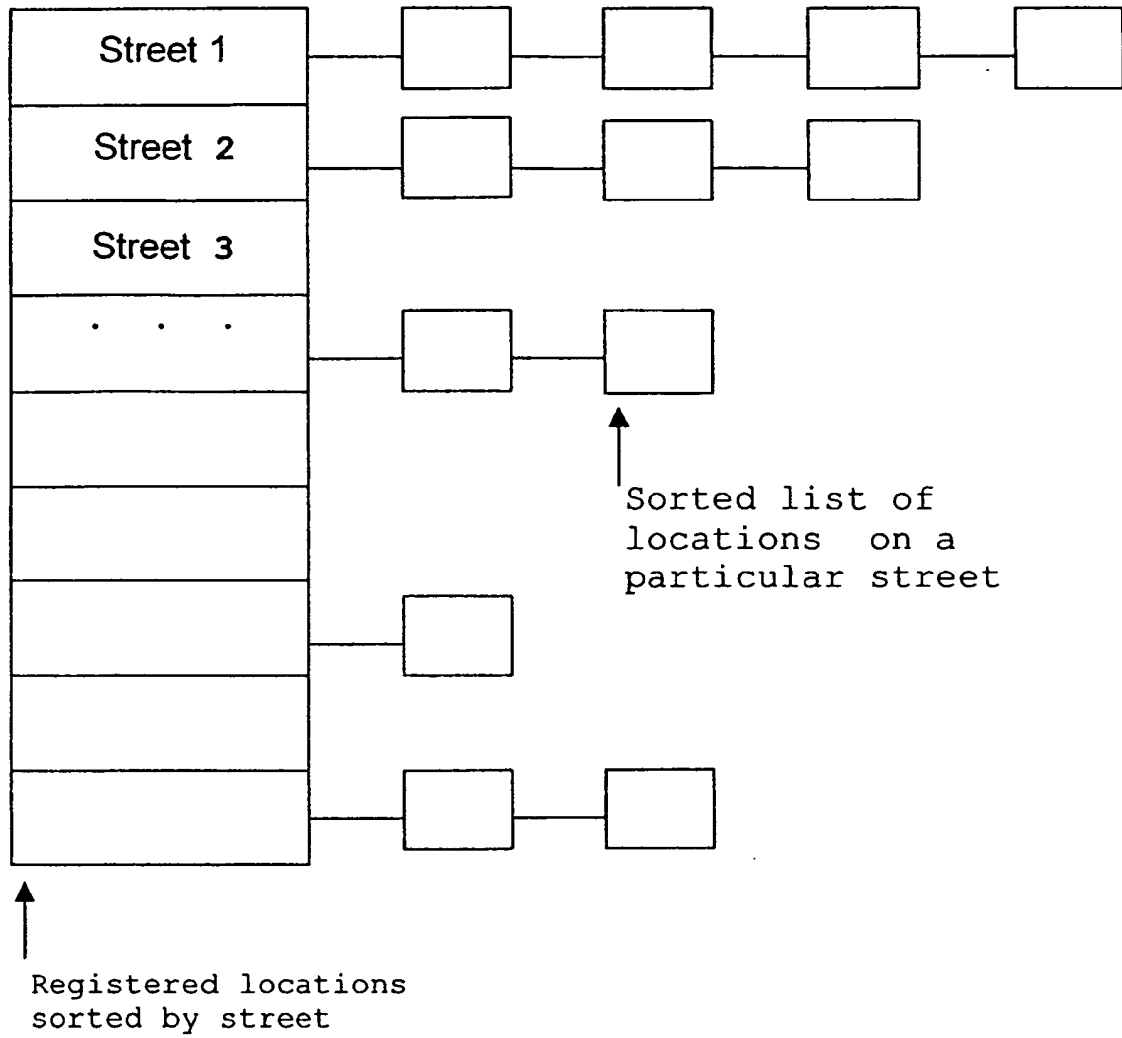 Street 1
Street 2
Street 3
. . .
Sorted list of
locations on a
particular street
Registered locations
sorted by street